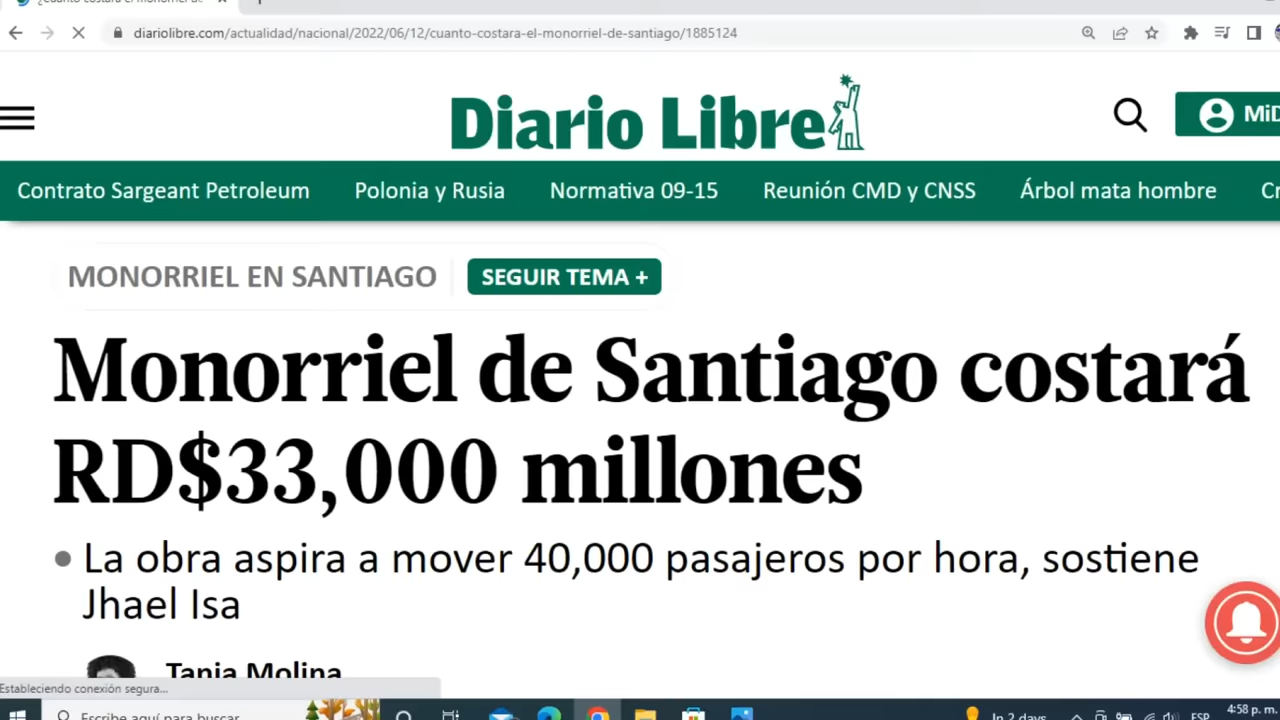 diariolibre.com/actualidad/nacional/2022/06/12/cuanto-costara-el-monorriel-de-santiago/1885124
Diario Libre
MiD
Contrato Sargeant Petroleum Polonia y Rusia Normativa 09-15 Reunión CMD y CNSS Árbol mata hombre
MONORRIEL EN SANTIAGO SEGUIR TEMA +
Monorriel de Santiago costará
RD$33,000 millones
La obra aspira a mover 40,000 pasajeros por hora, sostiene
Jhael Isa
Tania Molina
Estableciendo conexión segura...
Escribe aquí para buscar
In 2 days
ESP
4:58 p. m.